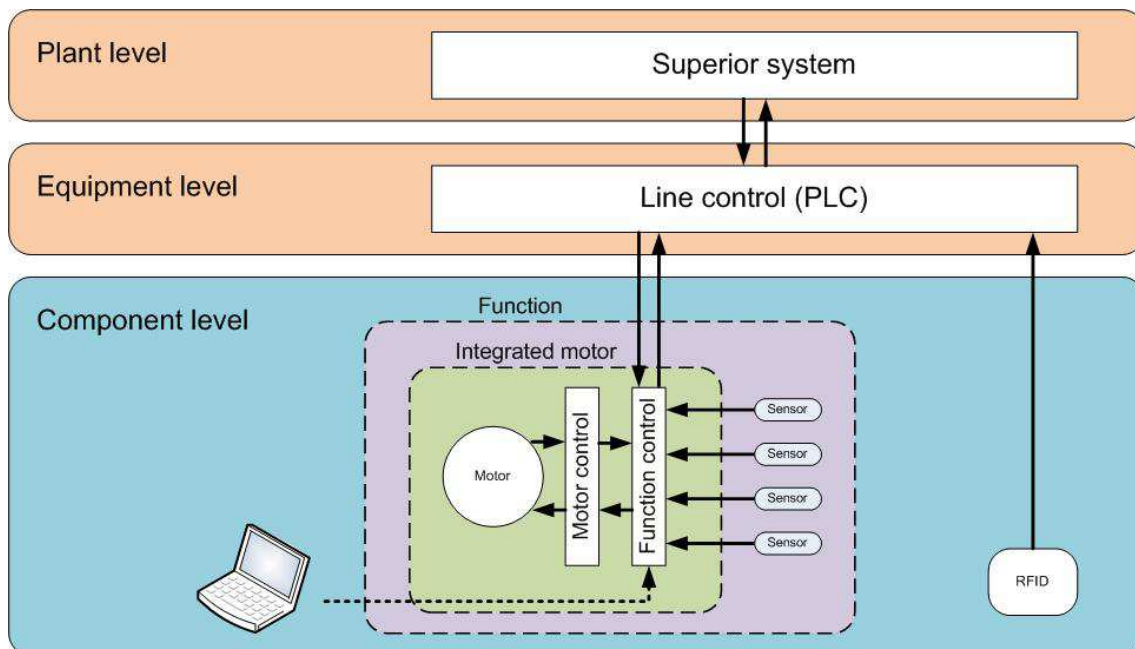 Plant level
Superior system
Equipment level
Line control (PLC)
Component level
Function
Integrated motor
Motor
Motor control
Function control
Sensor
Sensor
Sensor
Sensor
RFID